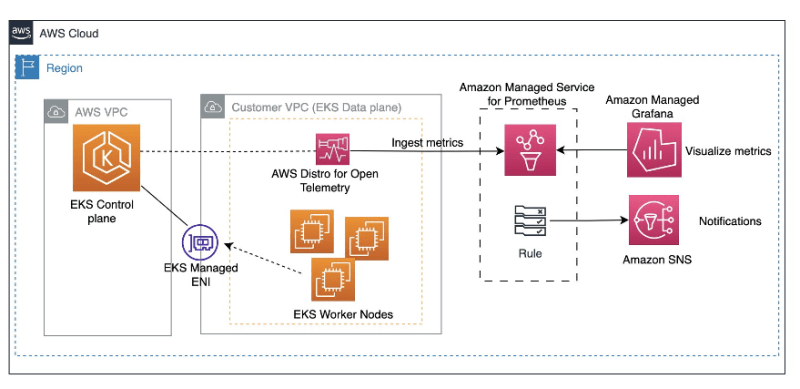 aws
AWS Cloud
Region
AWS VPC
EKS Control
plane
EKS Managed
ENI
Customer VPC (EKS Data plane)
AWS Distro for Open
Telemetry
EKS Worker Nodes
Ingest metrics
Amazon Managed Service
for Prometheus
Rule
Amazon Managed
Grafana
Visualize metrics
Notifications
Amazon SNS
K